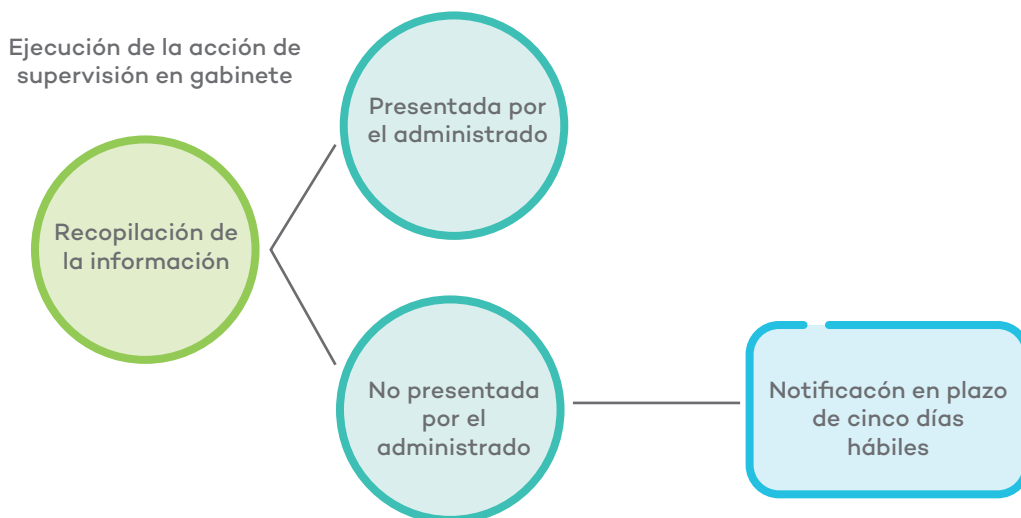 Ejecución de la acción de
supervisión en gabinete
Presentada por
el administrado
Recopilación de
la información
No presentada
por el
administrado
Notificacón en plazo
de cinco días
hábiles